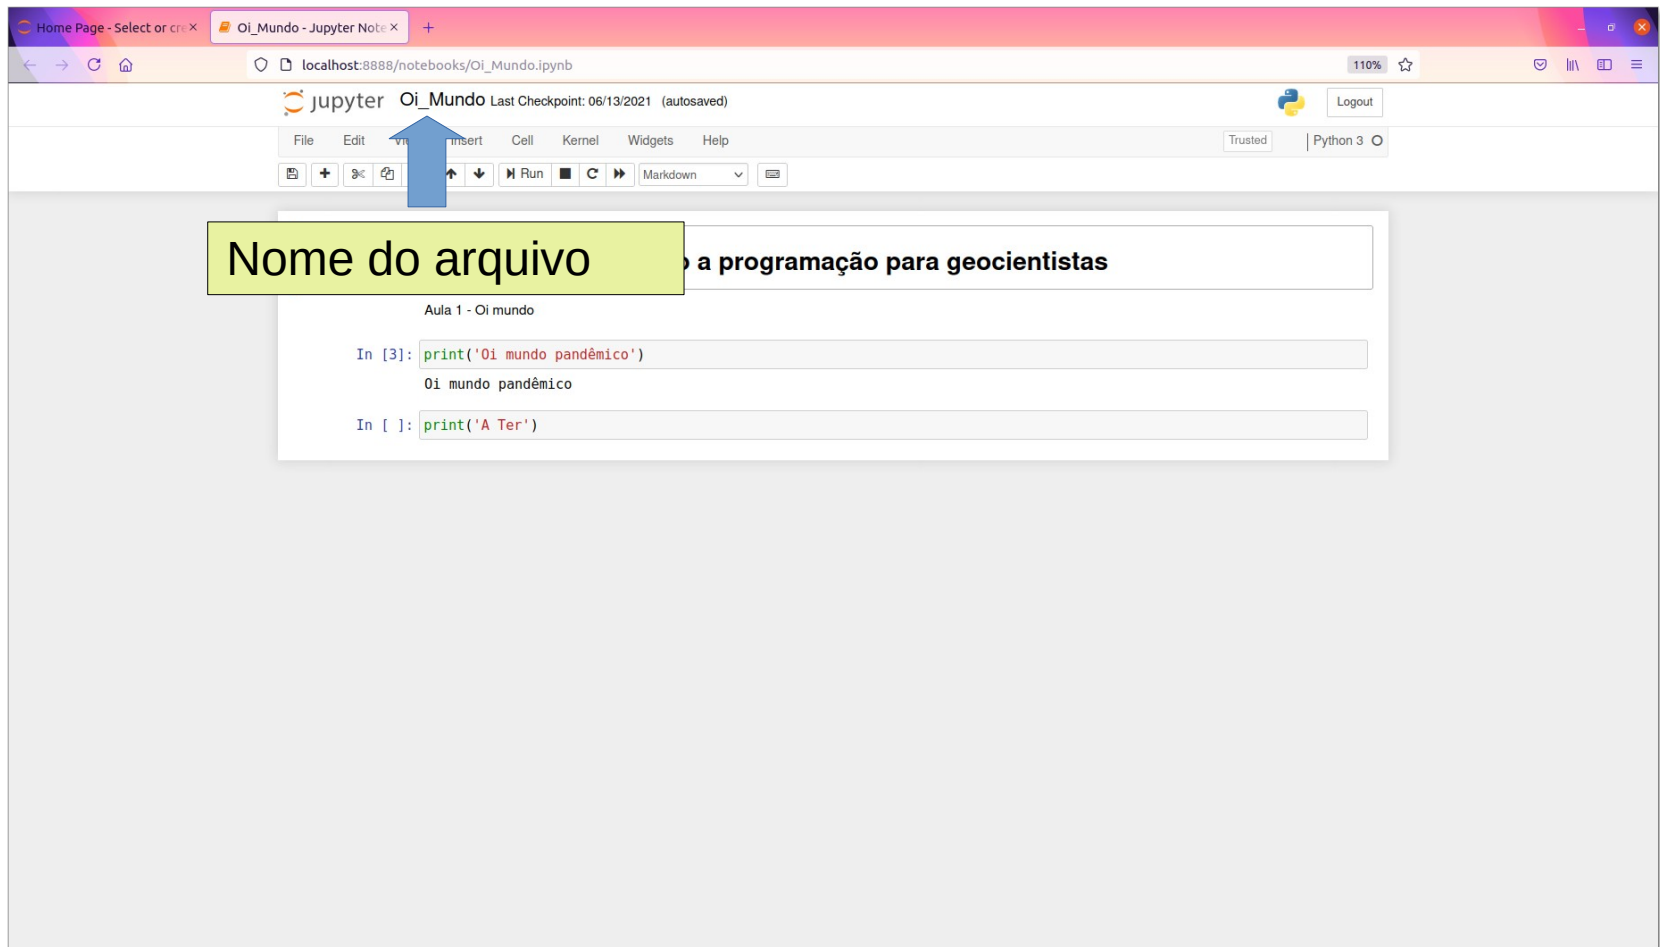 Home Page - Select or cre
Oi_Mundo - Jupyter Note
localhost:8888/notebooks/Oi_Mundo.ipynb
110%
jupyter Oi_Mundo Last Checkpoint: 06/13/2021 (autosaved)
Logout
File Edit Insert Cell Kernel Widgets Help
Trusted
Python 3
Run
Markdown
Nome do arquivo
a programação para geocientistas
Aula 1 - Oi mundo
In [3]: print('Oi mundo pandêmico')
Oi mundo pandêmico
In [ ]: print('A Ter')